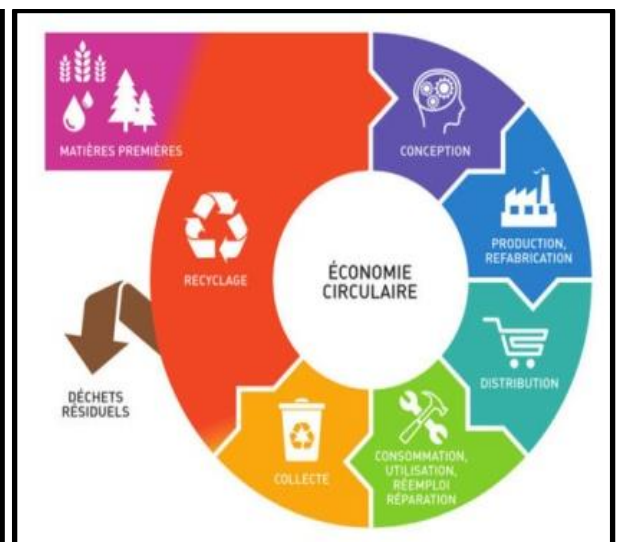 MATIÈRES PREMIÈRES
CONCEPTION
PRODUCTION,
REFABRICATION
RECYCLAGE
ÉCONOMIE
CIRCULAIRE
DISTRIBUTION
DÉCHETS
RÉSIDUELS
CONSOMMATION,
UTILISATION,
RÉEMPLOI
RÉPARATION
COLLECTE